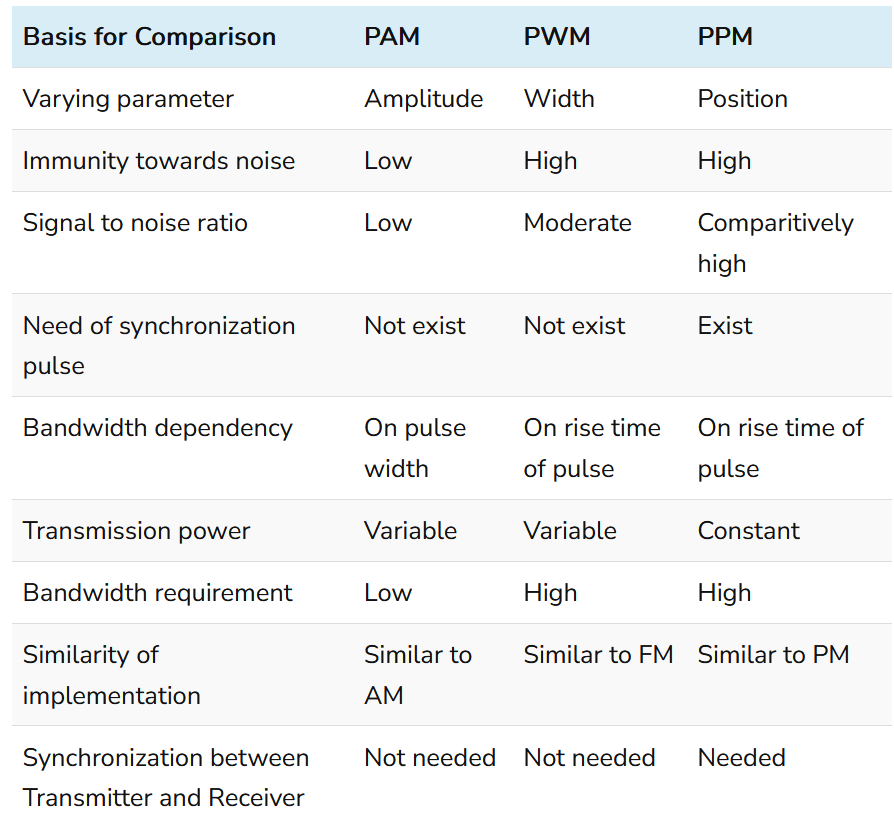 Basis for Comparison PAM PWM PPM
Varying parameter Amplitude Width Position
Immunity towards noise Low High High
Signal to noise ratio Low Moderate Comparitively
high
Need of synchronization Not exist Not exist Exist
pulse
Bandwidth dependency On pulse On rise time On rise time of
width of pulse pulse
Transmission power Variable Variable Constant
Bandwidth requirement Low High High
Similarity of Similar to Similar to FM Similar to PM
implementation AM
Synchronization between Not needed Not needed Needed
Transmitter and Receiver